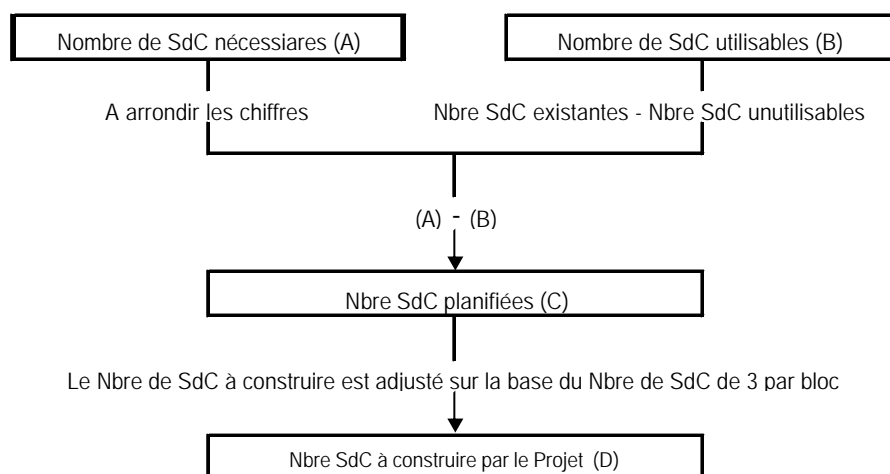 Nombre de SdC nécessiares (A)
Nombre de SdC utilisables (B)
A arrondir les chiffres
Nbre SdC existantes - Nbre SdC unutilisables
(A) - (B)
Nbre SdC planifiées (C)
Le Nbre de SdC à construire est adjusté sur la base du Nbre de SdC de 3 par bloc
Nbre SdC à construire par le Projet (D)